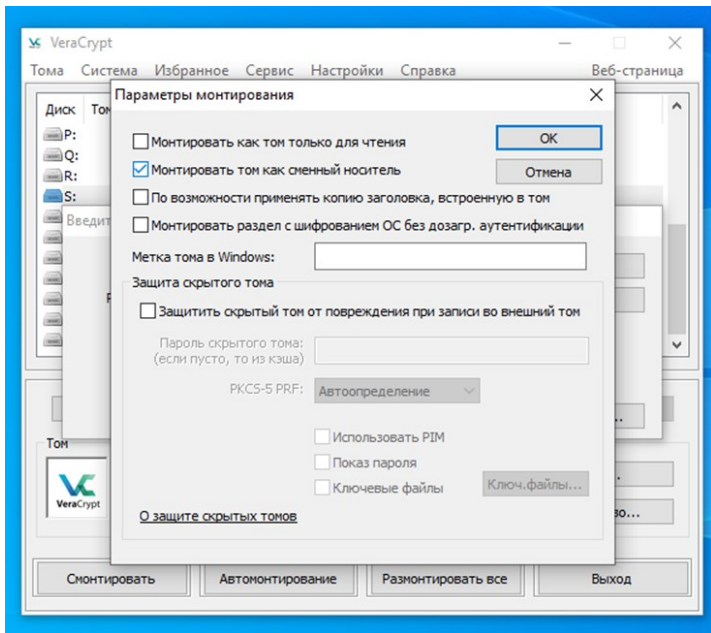 VeraCrypt
Тома Система Избранное Сервис Настройки Справка Веб-страница
Диск Том
P:
Q:
R:
S:
Введит
Параметры монтирования
Монтировать как том только для чтения
OK
Монтировать том как сменный носитель
Отмена
По возможности применять копию заголовка, встроенную в том
Монтировать раздел с шифрованием ОС без дозагр. аутентификации
Метка тома в Windows:
Защита скрытого тома
Защитить скрытый том от повреждения при записи во внешний том
Пароль скрытого тома:
(если пусто, то из кэша)
PKCS-5 PRF: Автоопределение
Использовать PIM
Показ пароля
Ключевые файлы Ключ.файлы...
О защите скрытых томов
Том
VeraCrypt
Смонтировать Автомонтирование Размонтировать все Выход